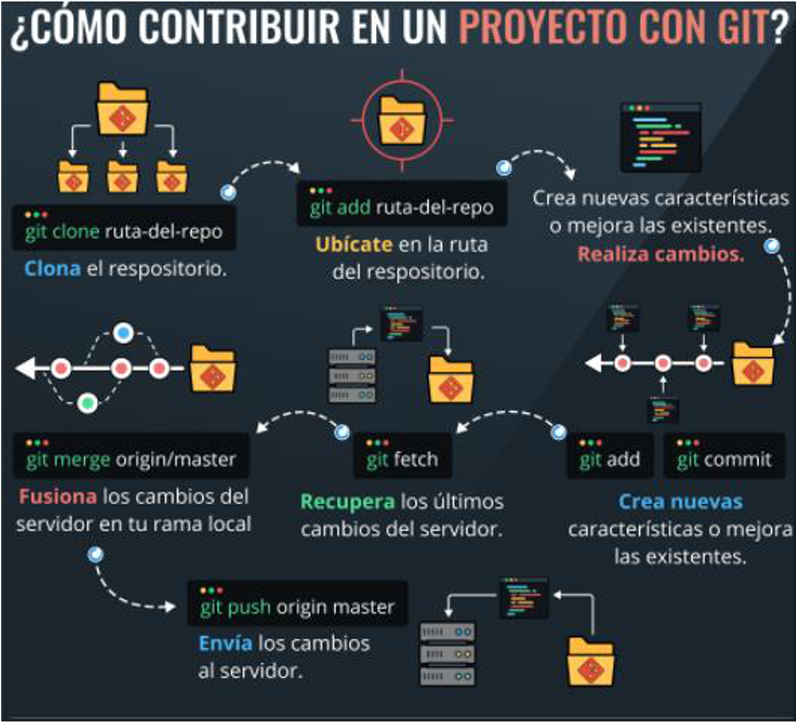 ¿CÓMO CONTRIBUIR EN UN PROYECTO CON GIT?
git clone ruta-del-repo
Clona el respositorio.
git add ruta-del-repo
Ubícate en la ruta
del respositorio.
Crea nuevas características
o mejora las existentes.
Realiza cambios.
git add
git commit
Crea nuevas
características o mejora
las existentes.
git fetch
Recupera los últimos
cambios del servidor.
git merge origin/master
Fusiona los cambios del
servidor en tu rama local
git push origin master
Envía los cambios
al servidor.